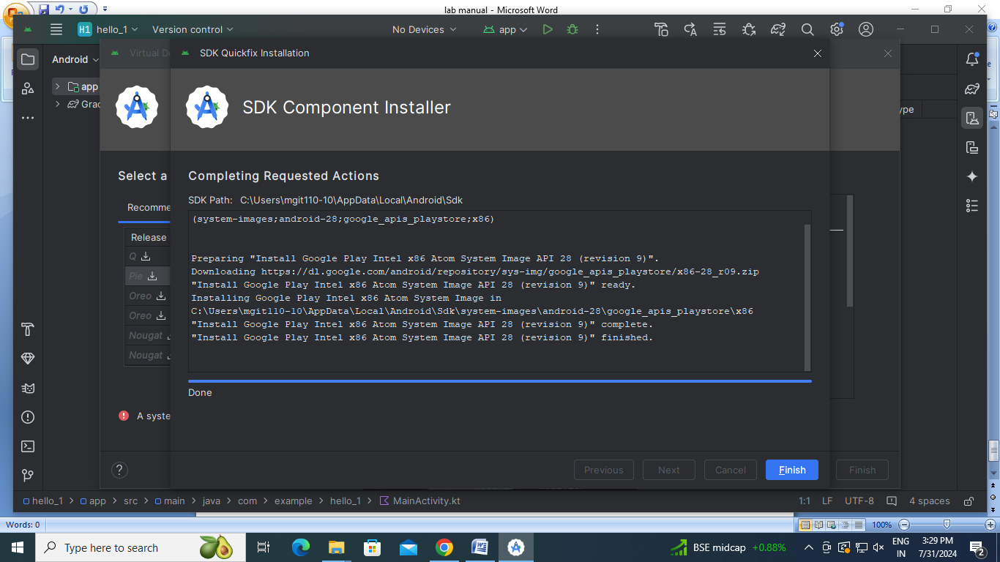 lab manual - Microsoft Word
H1 hello_1 Version control No Devices app
Android
Virtual De
SDK Quickfix Installation
app
Grad
SDK Component Installer
ype
Select a
Completing Requested Actions
SDK Path: C:\Users\mgit110-10\AppData\Local\Android\Sdk
Recomme
(system-images;android-28;google_apis_playstore;x86)
Release
Q
Pie
Oreo
Oreo
Nougat
Nougat
Preparing "Install Google Play Intel x86 Atom System Image API 28 (revision 9)".
Downloading https://dl.google.com/android/repository/sys-img/google_apis_playstore/x86-28_r09.zip
"Install Google Play Intel x86 Atom System Image API 28 (revision 9)" ready.
Installing Google Play Intel x86 Atom System Image in
C:\Users\mgit110-10\AppData\Local\Android\Sdk\system-images\android-28\google_apis_playstore\x86
"Install Google Play Intel x86 Atom System Image API 28 (revision 9)" complete.
"Install Google Play Intel x86 Atom System Image API 28 (revision 9)" finished.
Done
A syste
? Previous Next Cancel Finish Finish
hello_1 > app > src > main > java > com > example > hello_1 > MainActivity.kt 1:1 LF UTF-8 4 spaces
Words: 0 100%
Type here to search BSE midcap +0.88% ENG 3:29 PM
IN 7/31/2024 2